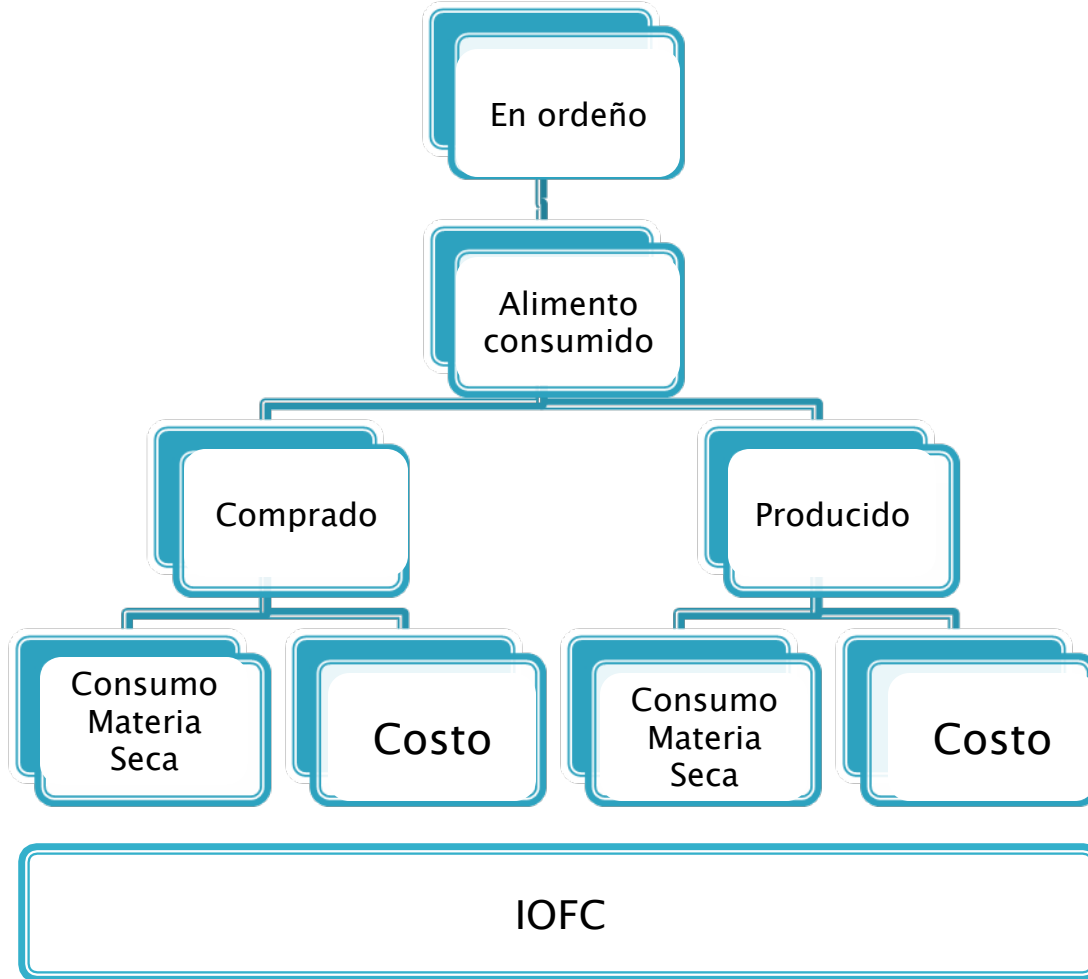 En ordeño
Alimento
consumido
Comprado
Producido
Consumo
Materia
Seca
Costo
Consumo
Materia
Seca
Costo
IOFC